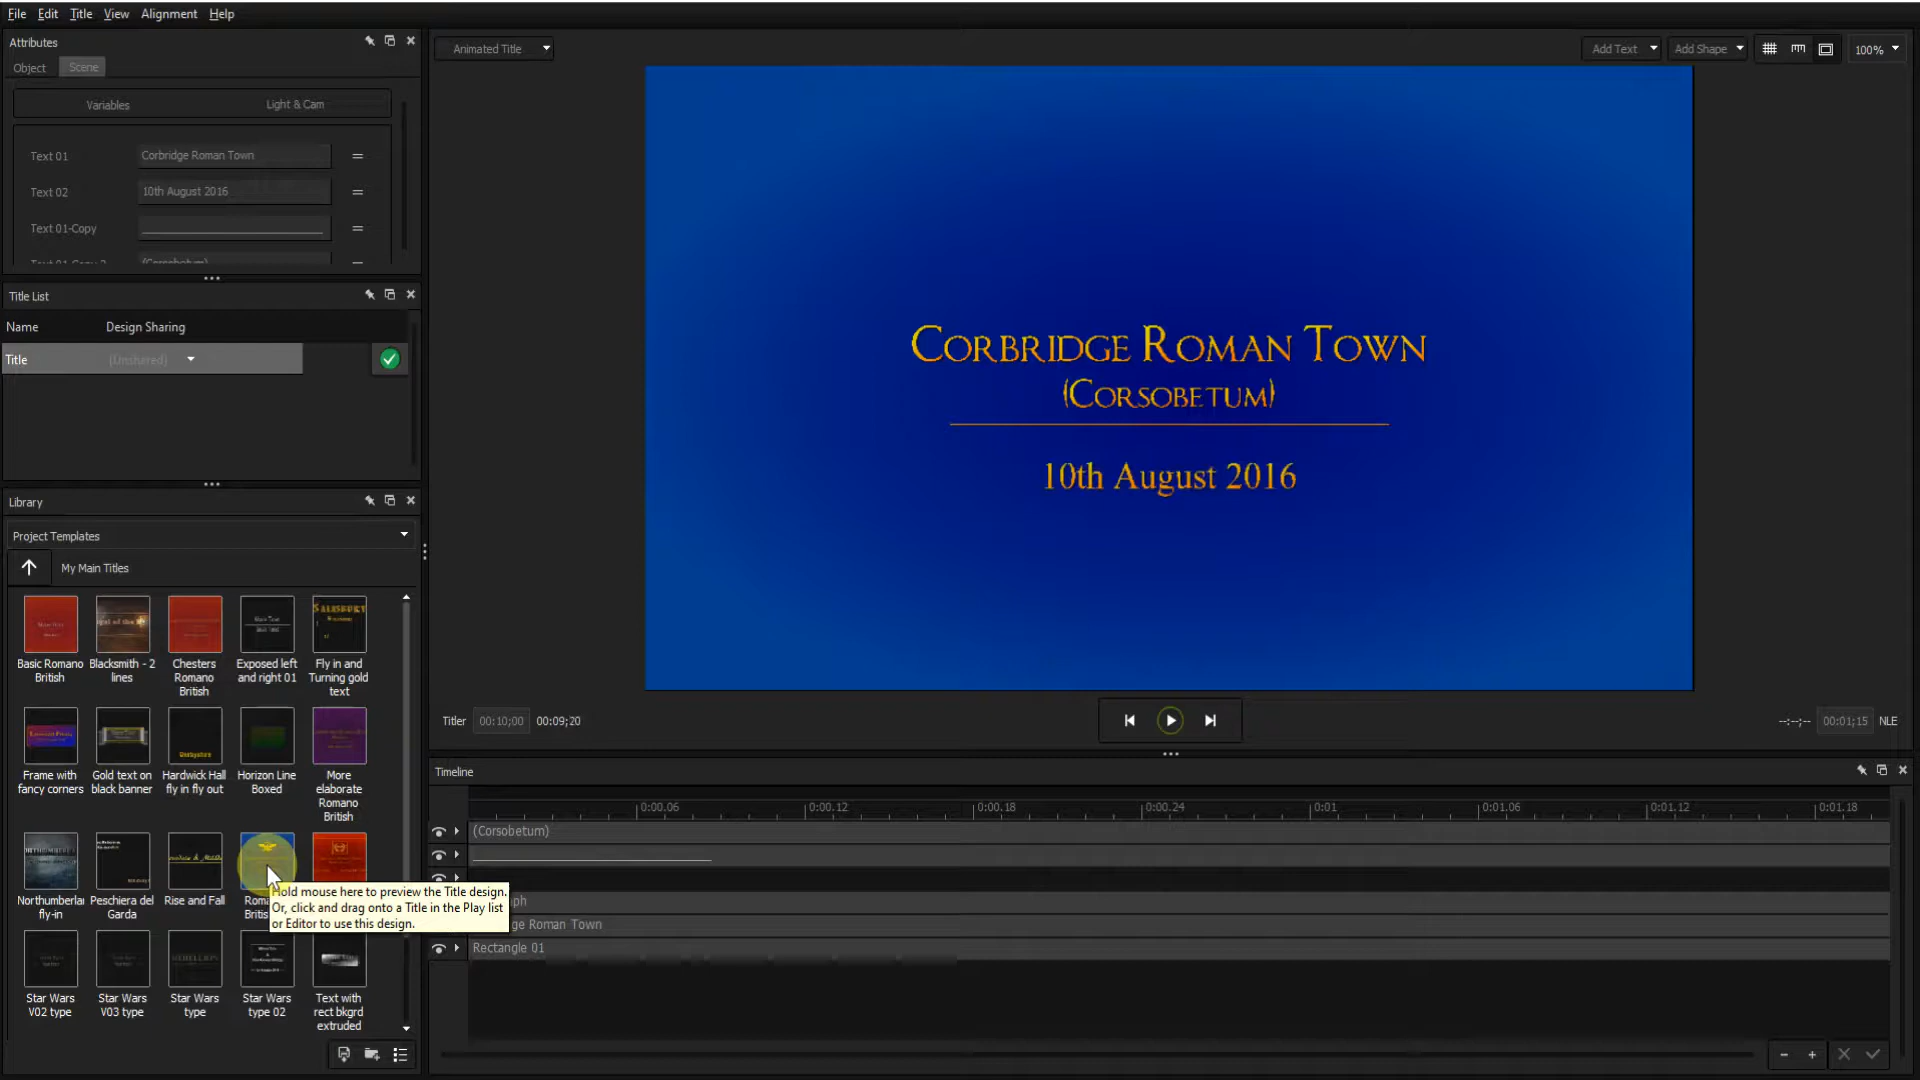 File Edit Title View Alignment Help
Attributes
Object Scene
Variables Light & Cam
Text 01 Corbridge Roman Town
Text 02 10th August 2016
Text 01-Copy
Title List
Name Design Sharing
Title (Unshared)
Library
Project Templates
My Main Titles
Basic Romano British
Blacksmith - 2 lines
Chesters Romano British
Exposed left and right 01
Fly in and Turning gold text
Frame with fancy corners
Gold text on black banner
Hardwick Hall fly in fly out
Horizon Line Boxed
More elaborate Romano British
Northumberla fly-in
Peschiera del Garda
Rise and Fall
Hold mouse here to preview the Title design.
Or, click and drag onto a Title in the Play list
or Editor to use this design.
Star Wars V02 type
Star Wars V03 type
Star Wars type
Star Wars type 02
Text with rect bkgrd extruded
Animated Title
Add Text Add Shape 100%
Corbridge Roman Town
(Corsobetum)
10th August 2016
Titler 00:10;00 00:09;20
--:--;-- 00:01;15 NLE
Timeline
0:00.06 0:00.12 0:00.18 0:00.24 0:01 0:01.06 0:01.12 0:01.18
(Corsobetum)
ge Roman Town
Rectangle 01